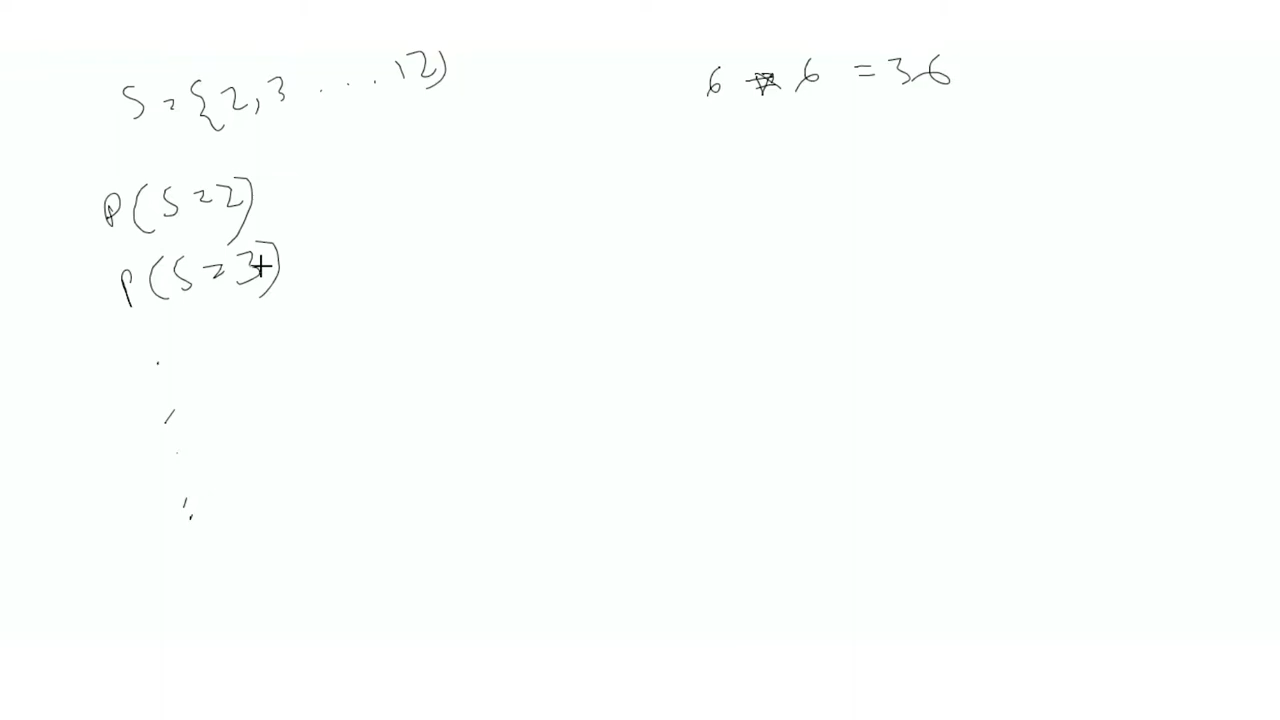 S = {2, 3 ... 12)
6 * 6 = 36
P(S=2)
P(S=3)